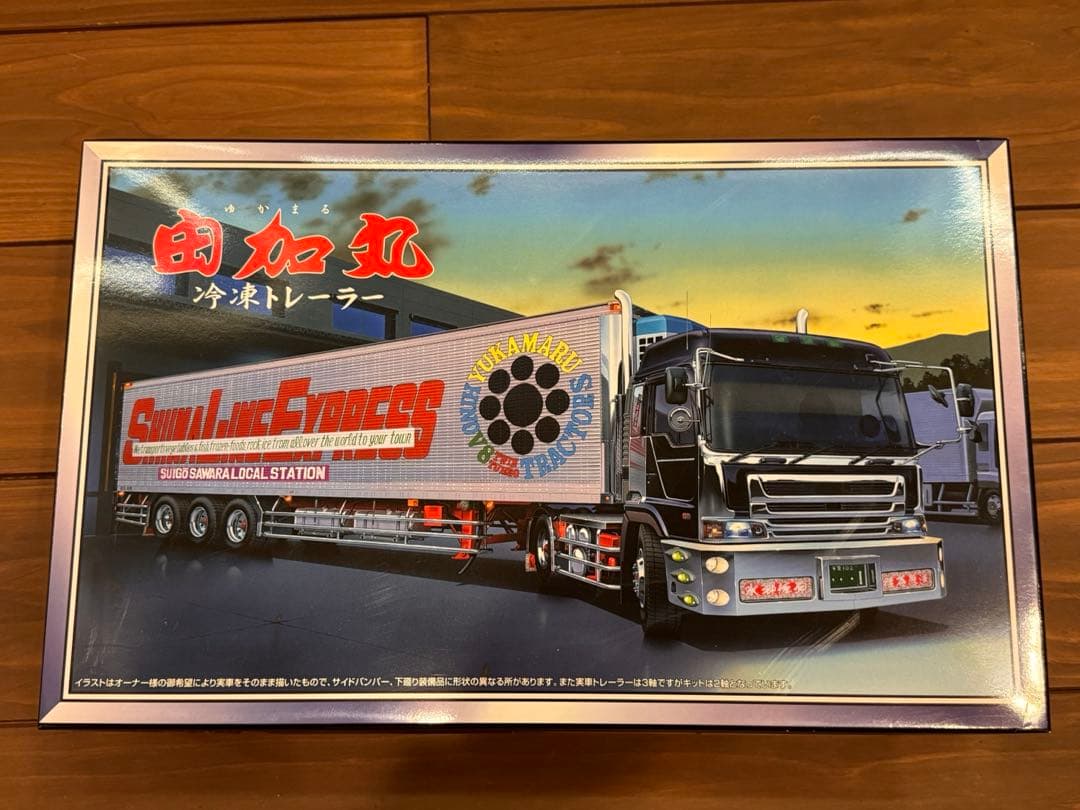 ゆかまる
由加丸
冷凍トレーラー
YUKAMARU
HINO
V8
TRACTORS
EXPRESS
We transport vegetables & fish frozen foods rock ice from all over the world to your town
SUIGŌ SAWARA LOCAL STATION
イラストはオーナー様の御希望により実車をそのまま描いたもので、サイドバンパー、下廻り装備品に形状の異なる所があります。また実車トレーラーは3軸ですがキットは2軸となっています。